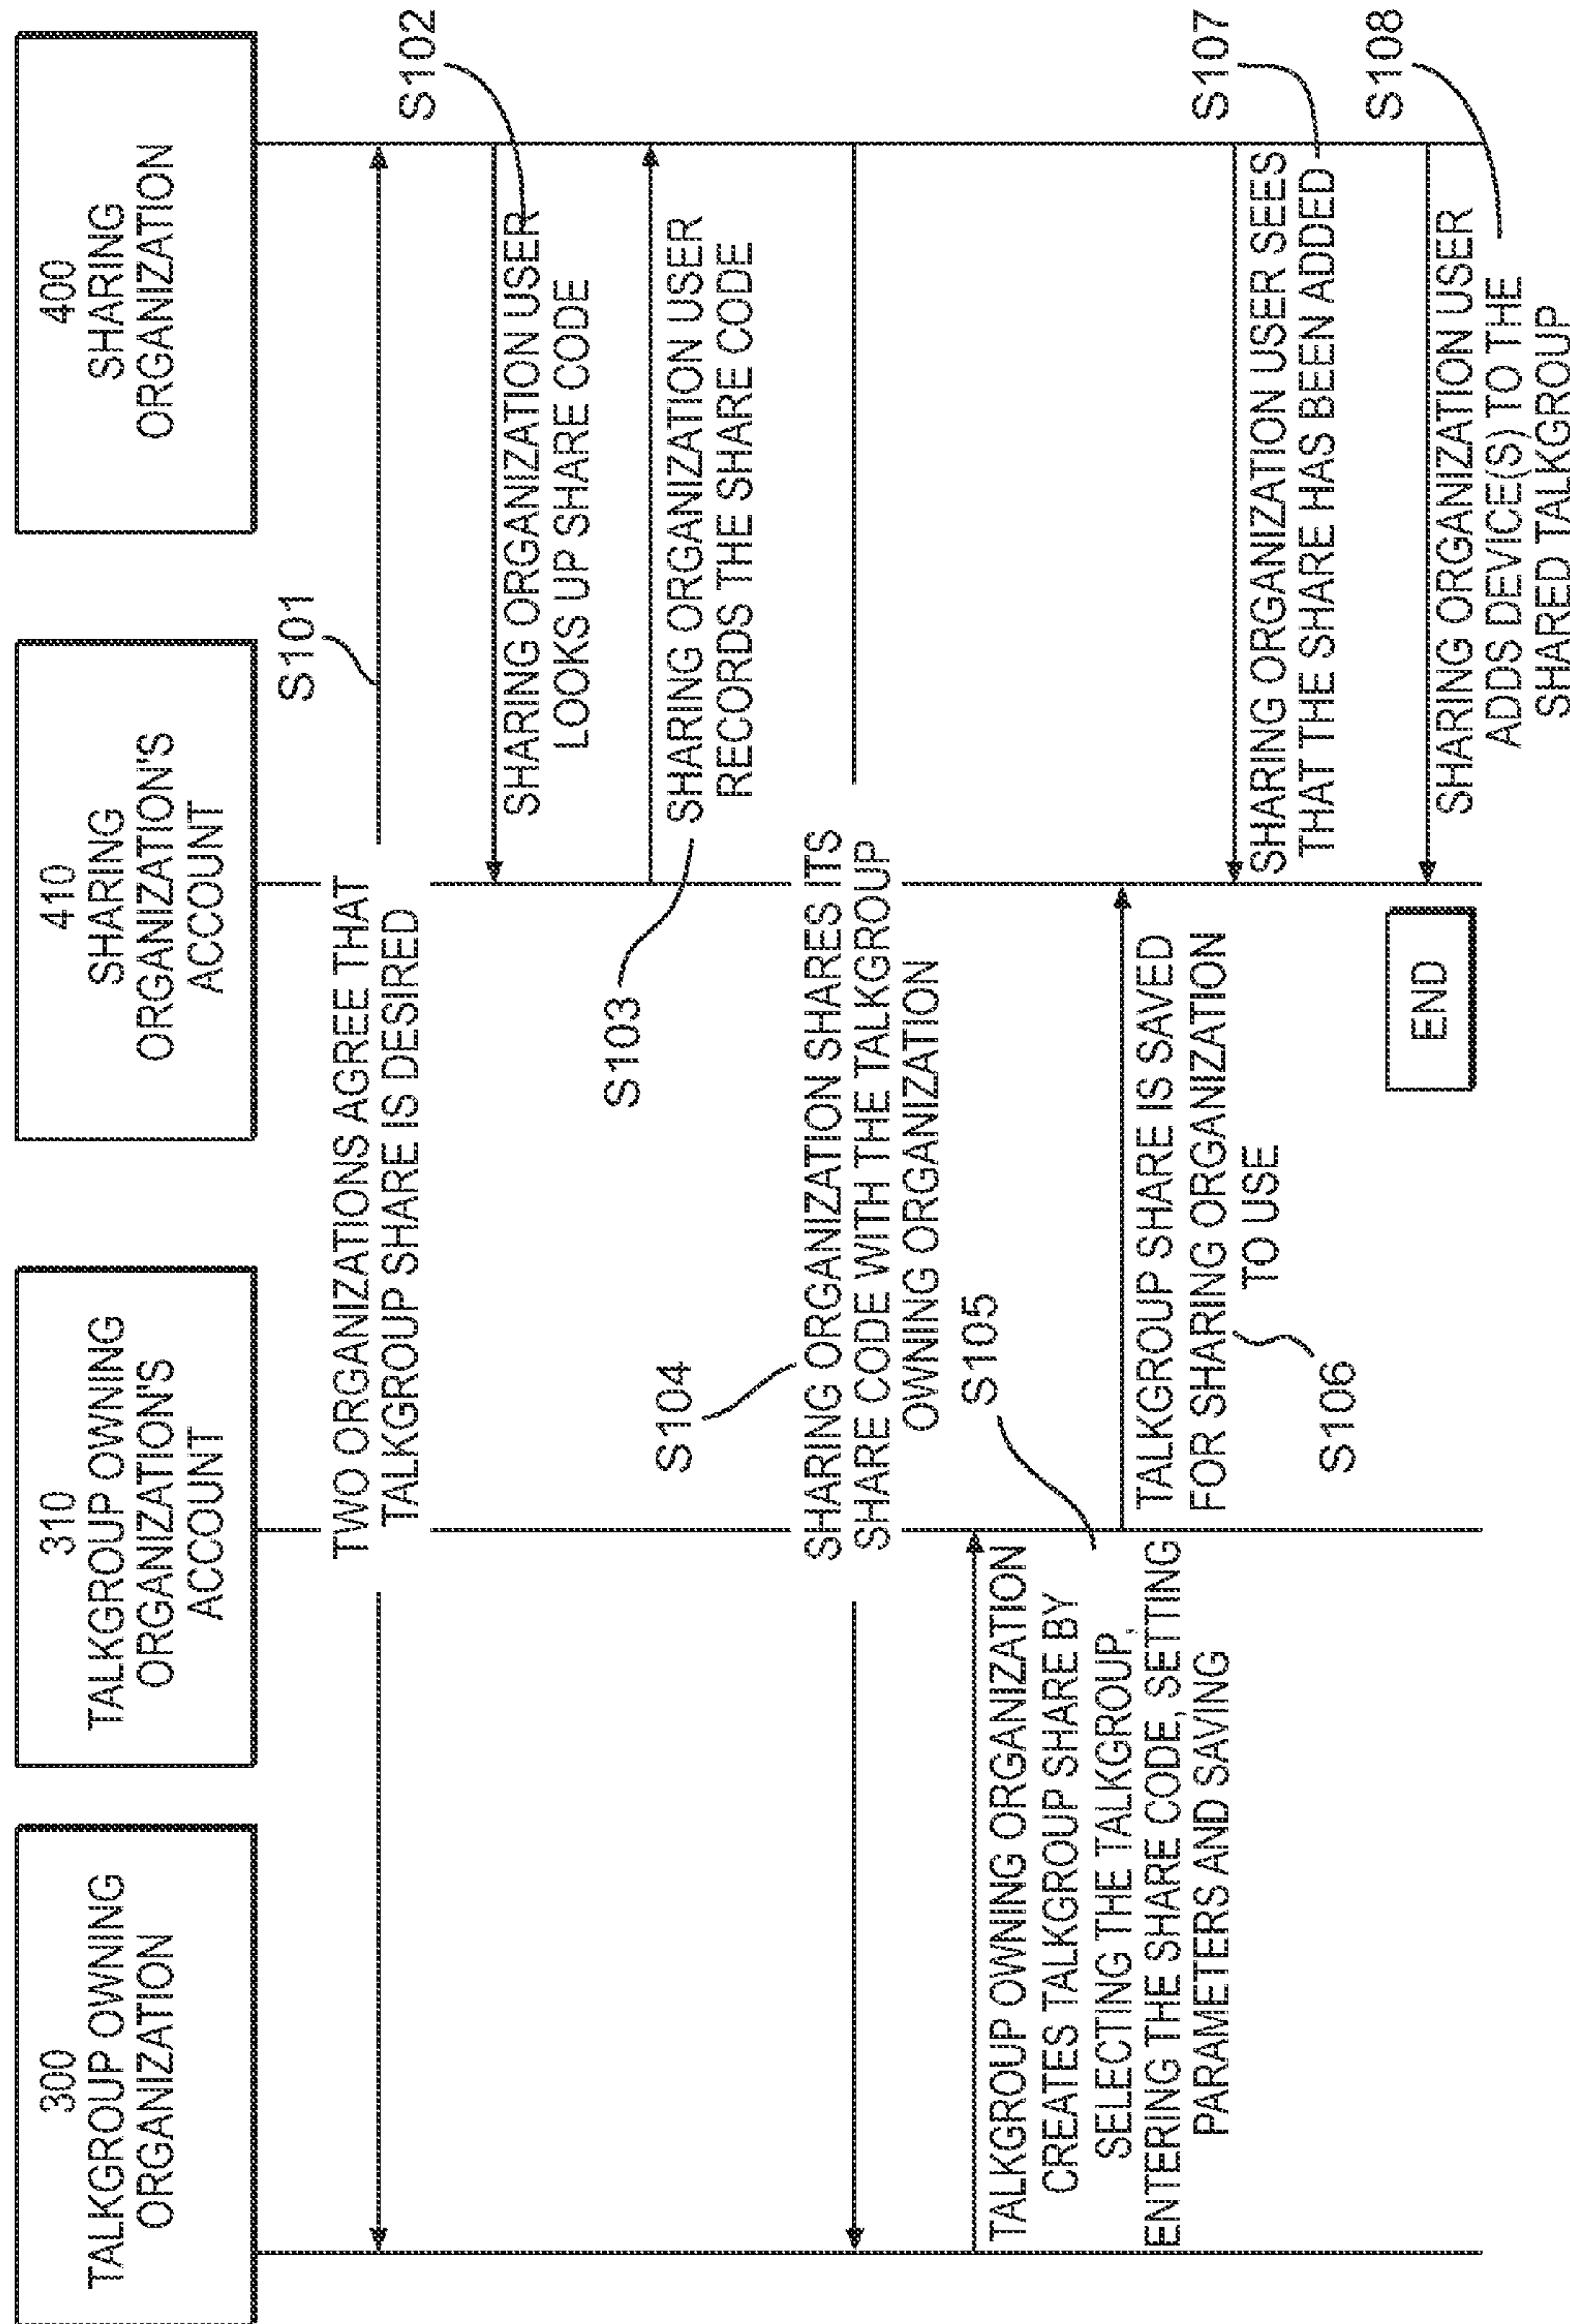 300
TALKGROUP OWNING
ORGANIZATION
310
TALKGROUP OWNING
ORGANIZATION'S
ACCOUNT
410
SHARING
ORGANIZATION'S
ACCOUNT
400
SHARING
ORGANIZATION
S101
TWO ORGANIZATIONS AGREE THAT
TALKGROUP SHARE IS DESIRED
S102
SHARING ORGANIZATION USER
LOOKS UP SHARE CODE
S103
SHARING ORGANIZATION USER
RECORDS THE SHARE CODE
S104
SHARING ORGANIZATION SHARES ITS
SHARE CODE WITH THE TALKGROUP
OWNING ORGANIZATION
S105
TALKGROUP OWNING ORGANIZATION
CREATES TALKGROUP SHARE BY
SELECTING THE TALKGROUP,
ENTERING THE SHARE CODE, SETTING
PARAMETERS AND SAVING
TALKGROUP SHARE IS SAVED
FOR SHARING ORGANIZATION
TO USE
S106
S107
SHARING ORGANIZATION USER SEES
THAT THE SHARE HAS BEEN ADDED
S108
SHARING ORGANIZATION USER
ADDS DEVICE(S) TO THE
SHARED TALKGROUP
END